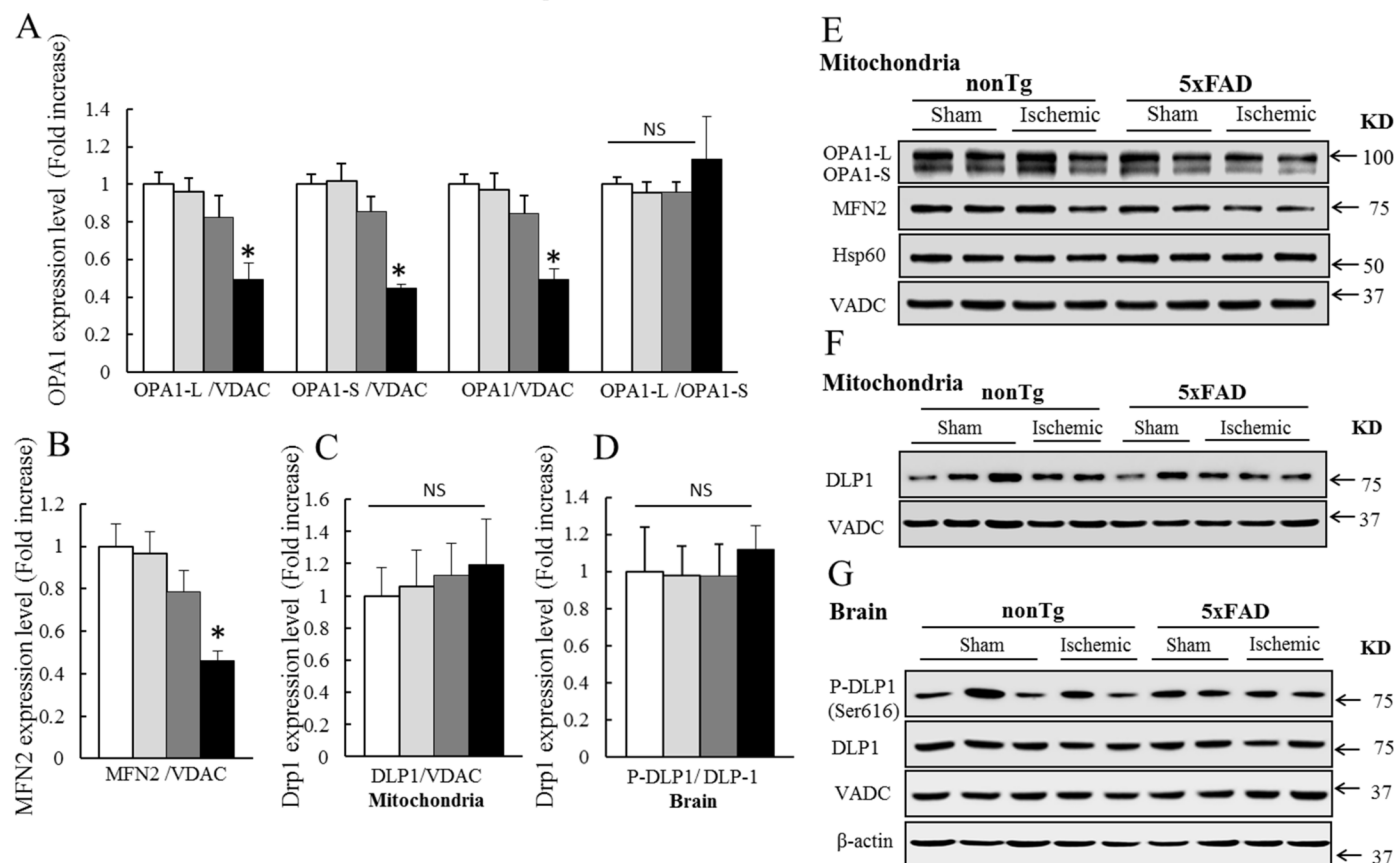 A
OPA1 expression level (Fold increase)
1.4
1.2
1
0.8
0.6
0.4
0.2
0
*
*
*
NS
OPA1-L /VDAC
OPA1-S /VDAC
OPA1/VDAC
OPA1-L /OPA1-S
B
MFN2 expression level (Fold increase)
1.2
1
0.8
0.6
0.4
0.2
0
*
MFN2 /VDAC
C
Drp1 expression level (Fold increase)
1.6
1.4
1.2
1
0.8
0.6
0.4
0.2
0
NS
DLP1/VDAC
Mitochondria
D
Drp1 expression level (Fold increase)
1.4
1.2
1
0.8
0.6
0.4
0.2
0
NS
P-DLP1/ DLP-1
Brain
E
Mitochondria
nonTg 5xFAD
Sham Ischemic Sham Ischemic KD
OPA1-L ← 100
OPA1-S
MFN2 ← 75
Hsp60 ← 50
VADC ← 37
F
Mitochondria
nonTg 5xFAD
Sham Ischemic Sham Ischemic KD
DLP1 ← 75
VADC ← 37
G
Brain nonTg 5xFAD
Sham Ischemic Sham Ischemic KD
P-DLP1 ← 75
(Ser616)
DLP1 ← 75
VADC ← 37
β-actin ← 37